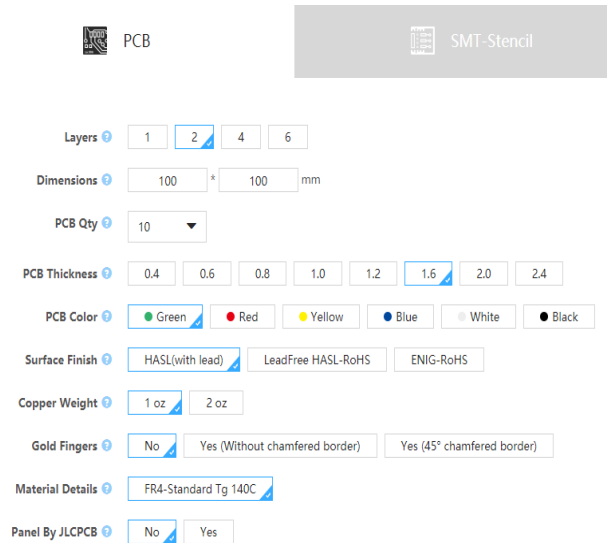 PCB SMT-Stencil
Layers ? 1 2 4 6
Dimensions ? 100 * 100 mm
PCB Qty ? 10
PCB Thickness ? 0.4 0.6 0.8 1.0 1.2 1.6 2.0 2.4
PCB Color ? Green Red Yellow Blue White Black
Surface Finish ? HASL(with lead) LeadFree HASL-RoHS ENIG-RoHS
Copper Weight ? 1 oz 2 oz
Gold Fingers ? No Yes (Without chamfered border) Yes (45° chamfered border)
Material Details ? FR4-Standard Tg 140C
Panel By JLCPCB ? No Yes